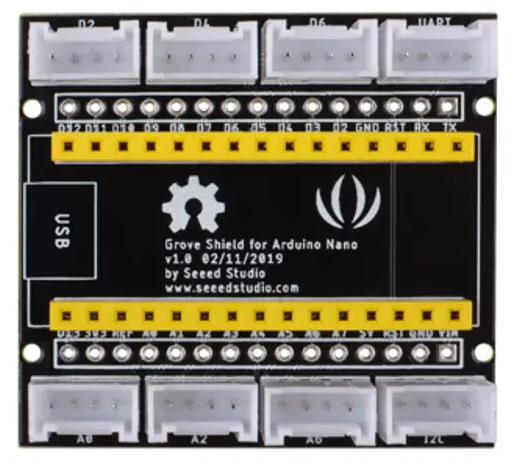 D2 D4 D6 UART
D12 D11 D10 D9 D8 D7 D6 D5 D4 D3 D2 GND RST RX TX
USB
Grove Shield for Arduino Nano
v1.0 02/11/2019
by Seeed Studio
www.seeedstudio.com
D13 3V3 REF A0 A1 A2 A3 A4 A5 A6 A7 5V RST GND VIN
A0 A2 A6 I2C